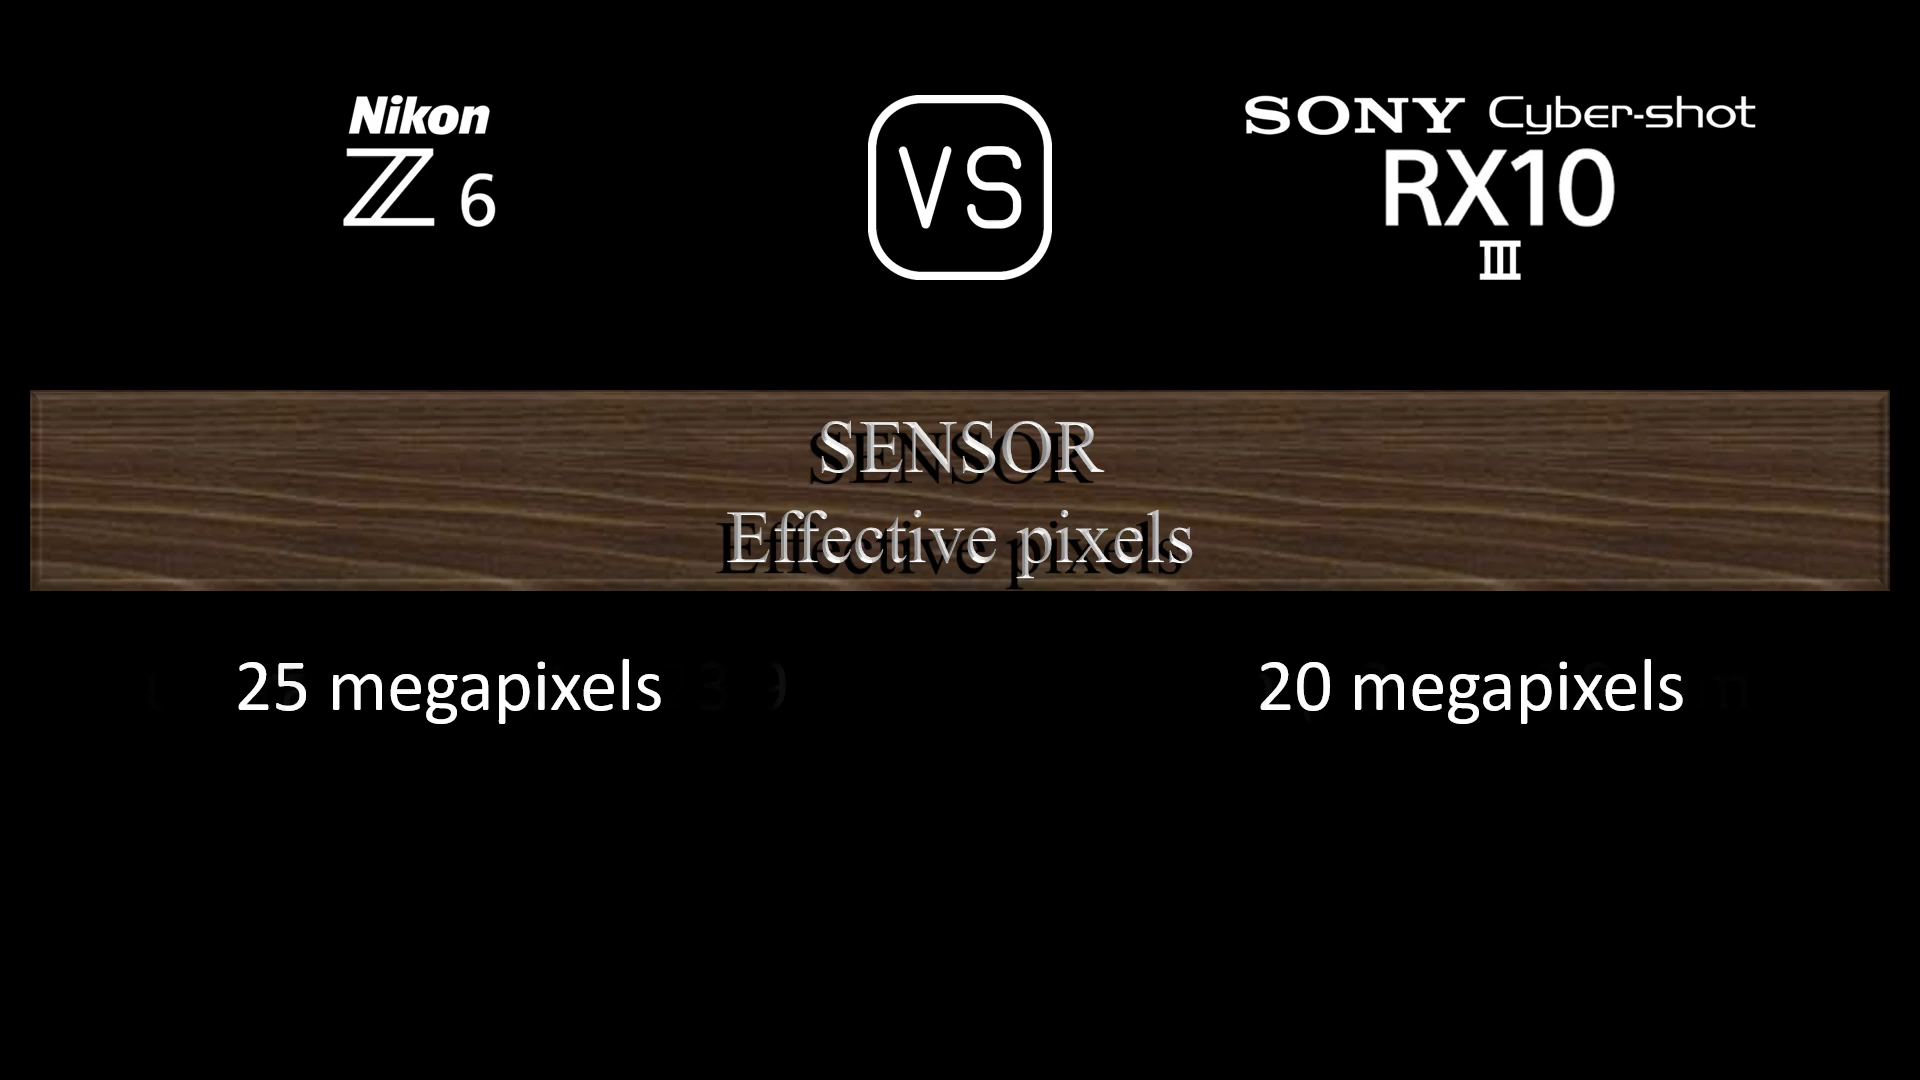 Nikon
Z 6
VS
SONY Cyber-shot
RX10
III
SENSOR
Effective pixels
25 megapixels
20 megapixels